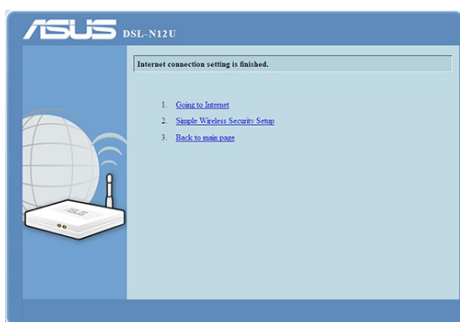 ASUS DSL-N12U
Internet connection setting is finished.
1. Going to Internet
2. Simple Wireless Security Setup
3. Back to main page